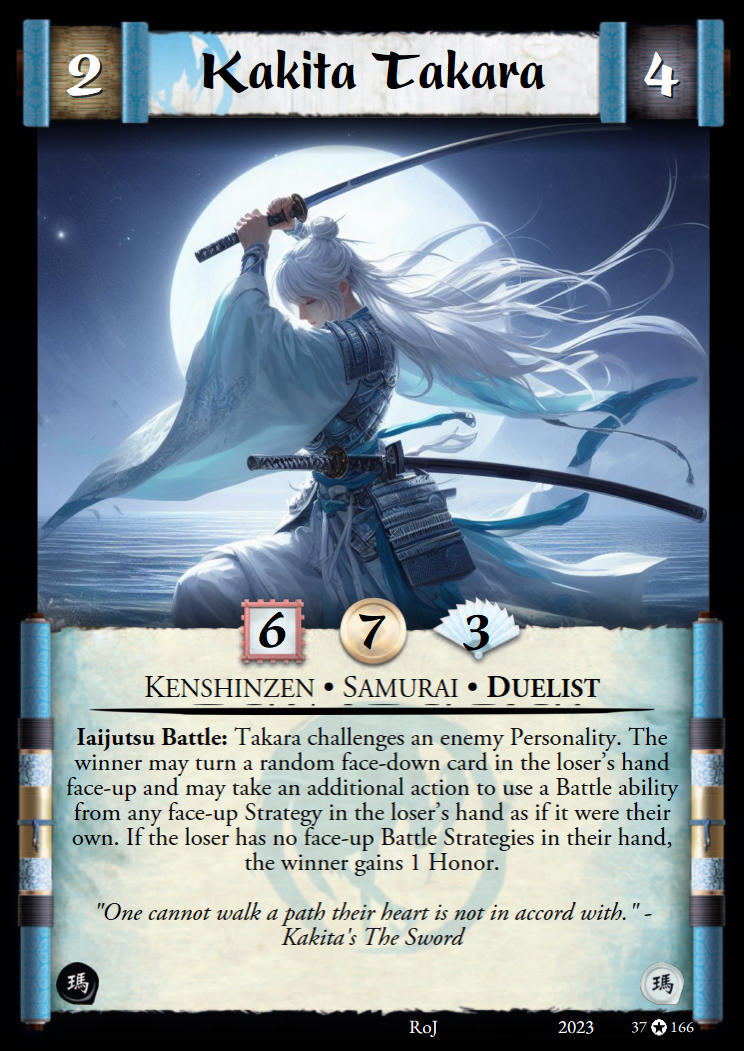 2 Kakita Takara 4
6 7 3
Kenshinzen • Samurai • Duelist
Iaijutsu Battle: Takara challenges an enemy Personality. The
winner may turn a random face-down card in the loser's hand
face-up and may take an additional action to use a Battle ability
from any face-up Strategy in the loser's hand as if it were their
own. If the loser has no face-up Battle Strategies in their hand,
the winner gains 1 Honor.
"One cannot walk a path their heart is not in accord with." -
Kakita's The Sword
瑪 瑪
RoJ 2023 37 ✪ 166